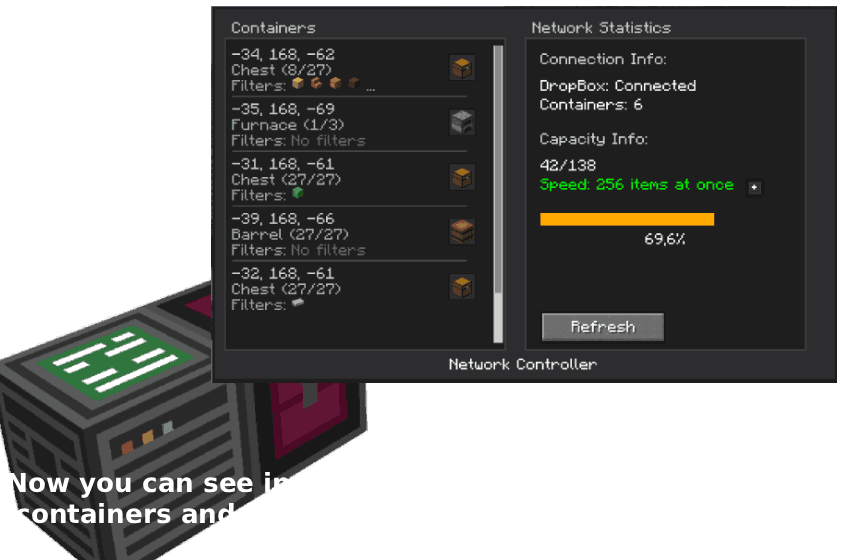 Containers
-34, 168, -62
Chest (8/27)
Filters: ...
-35, 168, -69
Furnace (1/3)
Filters: No filters
-31, 168, -61
Chest (27/27)
Filters:
-39, 168, -66
Barrel (27/27)
Filters: No filters
-32, 168, -61
Chest (27/27)
Filters:
Network Statistics
Connection Info:
DropBox: Connected
Containers: 6
Capacity Info:
42/138
Speed: 256 items at once +
69,6%
Refresh
Network Controller
Now you can see
containers and